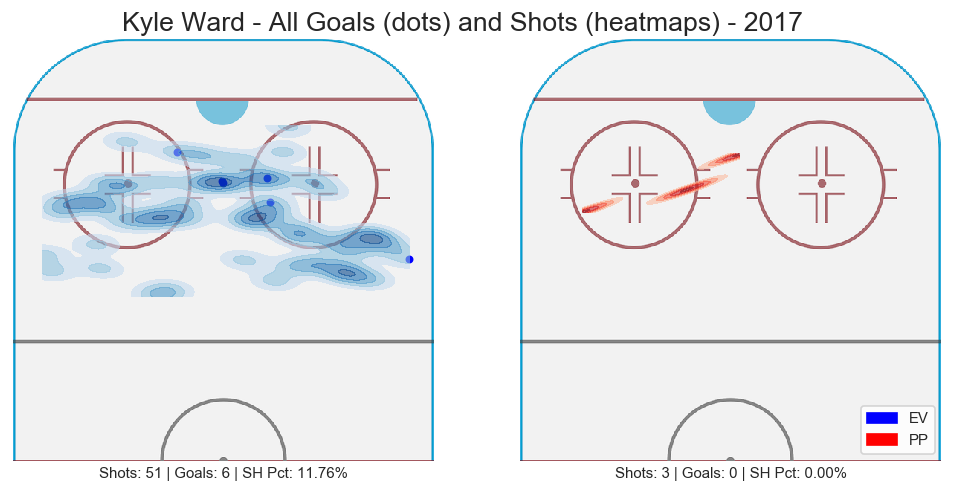 Kyle Ward - All Goals (dots) and Shots (heatmaps) - 2017
EV
PP
Shots: 51 | Goals: 6 | SH Pct: 11.76%
Shots: 3 | Goals: 0 | SH Pct: 0.00%